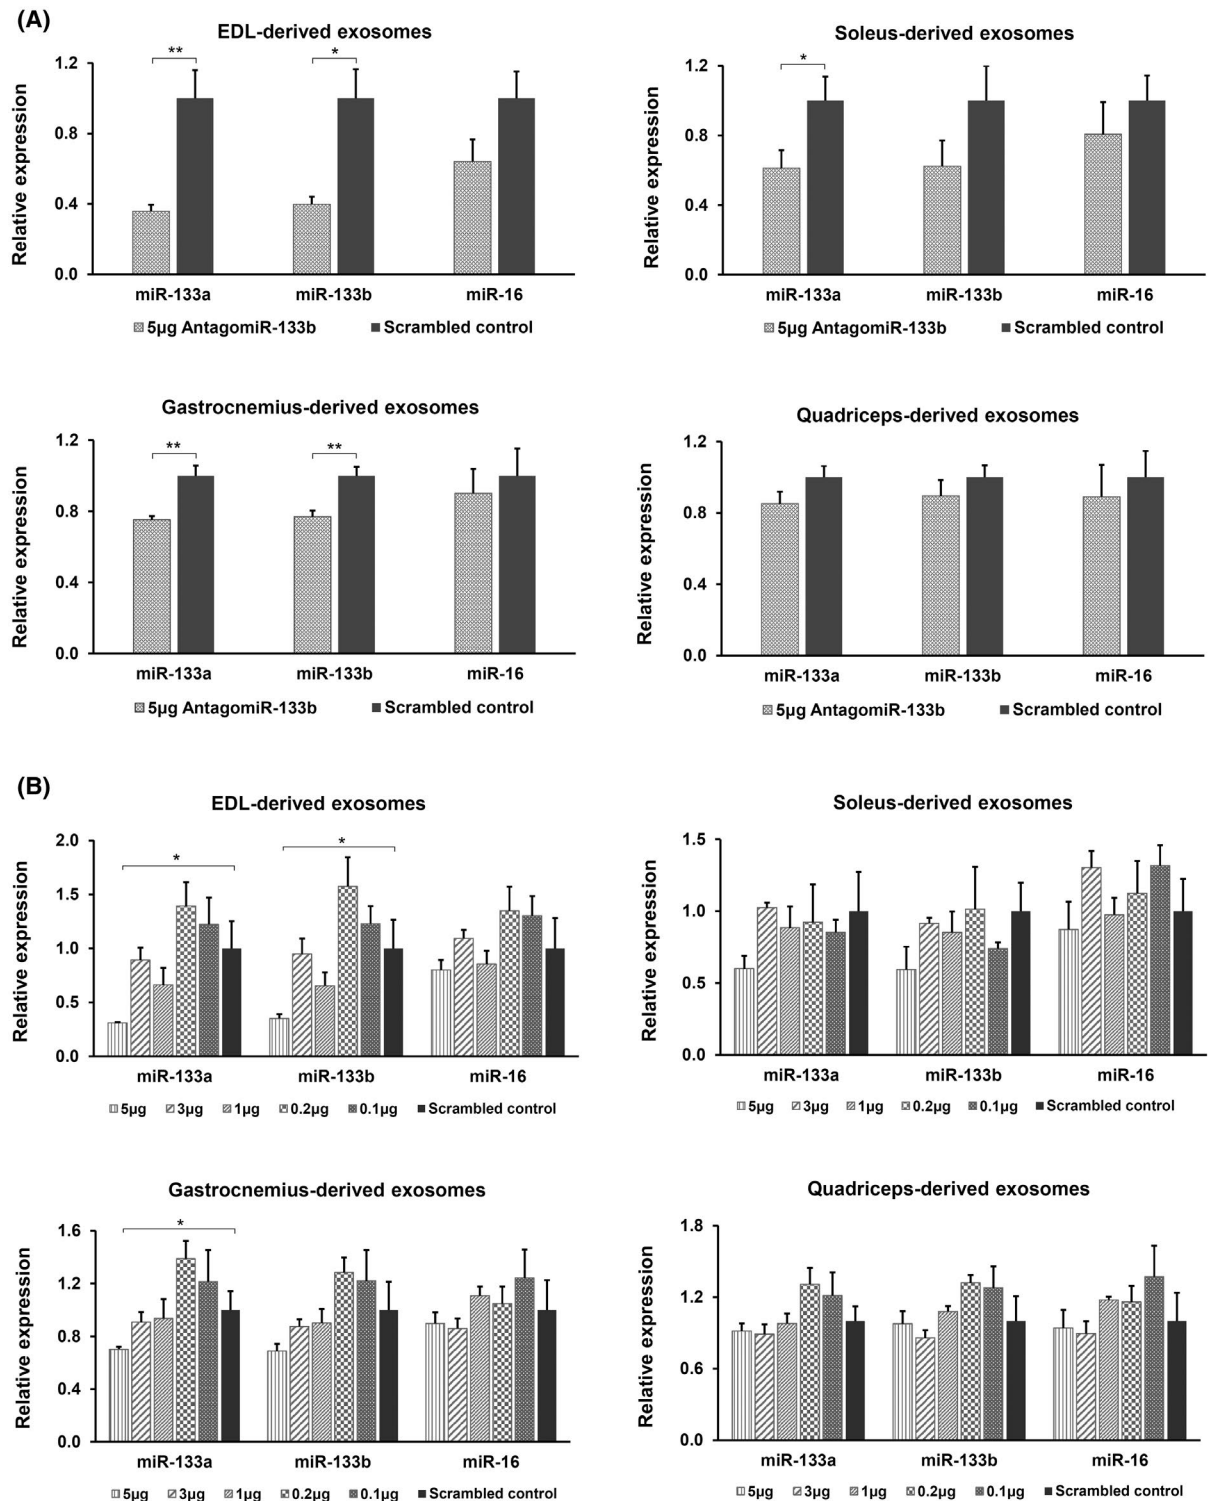 (A)
EDL-derived exosomes
** *
1.2
0.8
0.4
0.0
Relative expression
miR-133a miR-133b miR-16
5µg AntagomiR-133b Scrambled control
Soleus-derived exosomes
*
1.2
0.8
0.4
0.0
Relative expression
miR-133a miR-133b miR-16
5µg AntagomiR-133b Scrambled control
Gastrocnemius-derived exosomes
** **
1.2
0.8
0.4
0.0
Relative expression
miR-133a miR-133b miR-16
5µg AntagomiR-133b Scrambled control
Quadriceps-derived exosomes
1.2
0.8
0.4
0.0
Relative expression
miR-133a miR-133b miR-16
5µg AntagomiR-133b Scrambled control
(B)
EDL-derived exosomes
* *
2.0
1.5
1.0
0.5
0.0
Relative expression
miR-133a miR-133b miR-16
5µg 3µg 1µg 0.2µg 0.1µg Scrambled control
Soleus-derived exosomes
1.5
1.0
0.5
0.0
Relative expression
miR-133a miR-133b miR-16
5µg 3µg 1µg 0.2µg 0.1µg Scrambled control
Gastrocnemius-derived exosomes
*
1.6
1.2
0.8
0.4
0.0
Relative expression
miR-133a miR-133b miR-16
5µg 3µg 1µg 0.2µg 0.1µg Scrambled control
Quadriceps-derived exosomes
1.8
1.2
0.6
0.0
Relative expression
miR-133a miR-133b miR-16
5µg 3µg 1µg 0.2µg 0.1µg Scrambled control